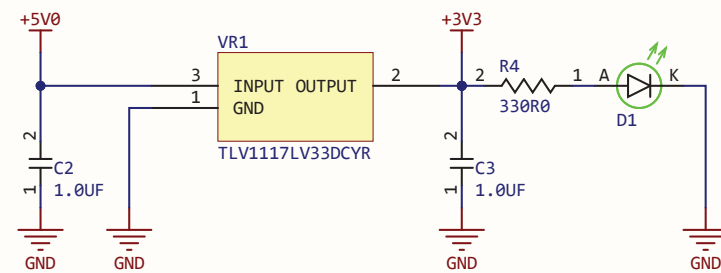 +5V0
+3V3
VR1
R4
3
INPUT OUTPUT
2
2
1
A
K
1
GND
330R0
D1
2
TLV1117LV33DCYR
2
C2
C3
1
1.0UF
1
1.0UF
GND
GND
GND
GND